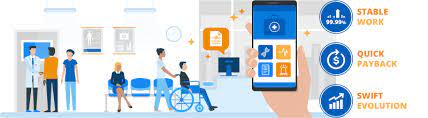 STABLE
WORK
99.99%
QUICK
PAYBACK
SWIFT
EVOLUTION